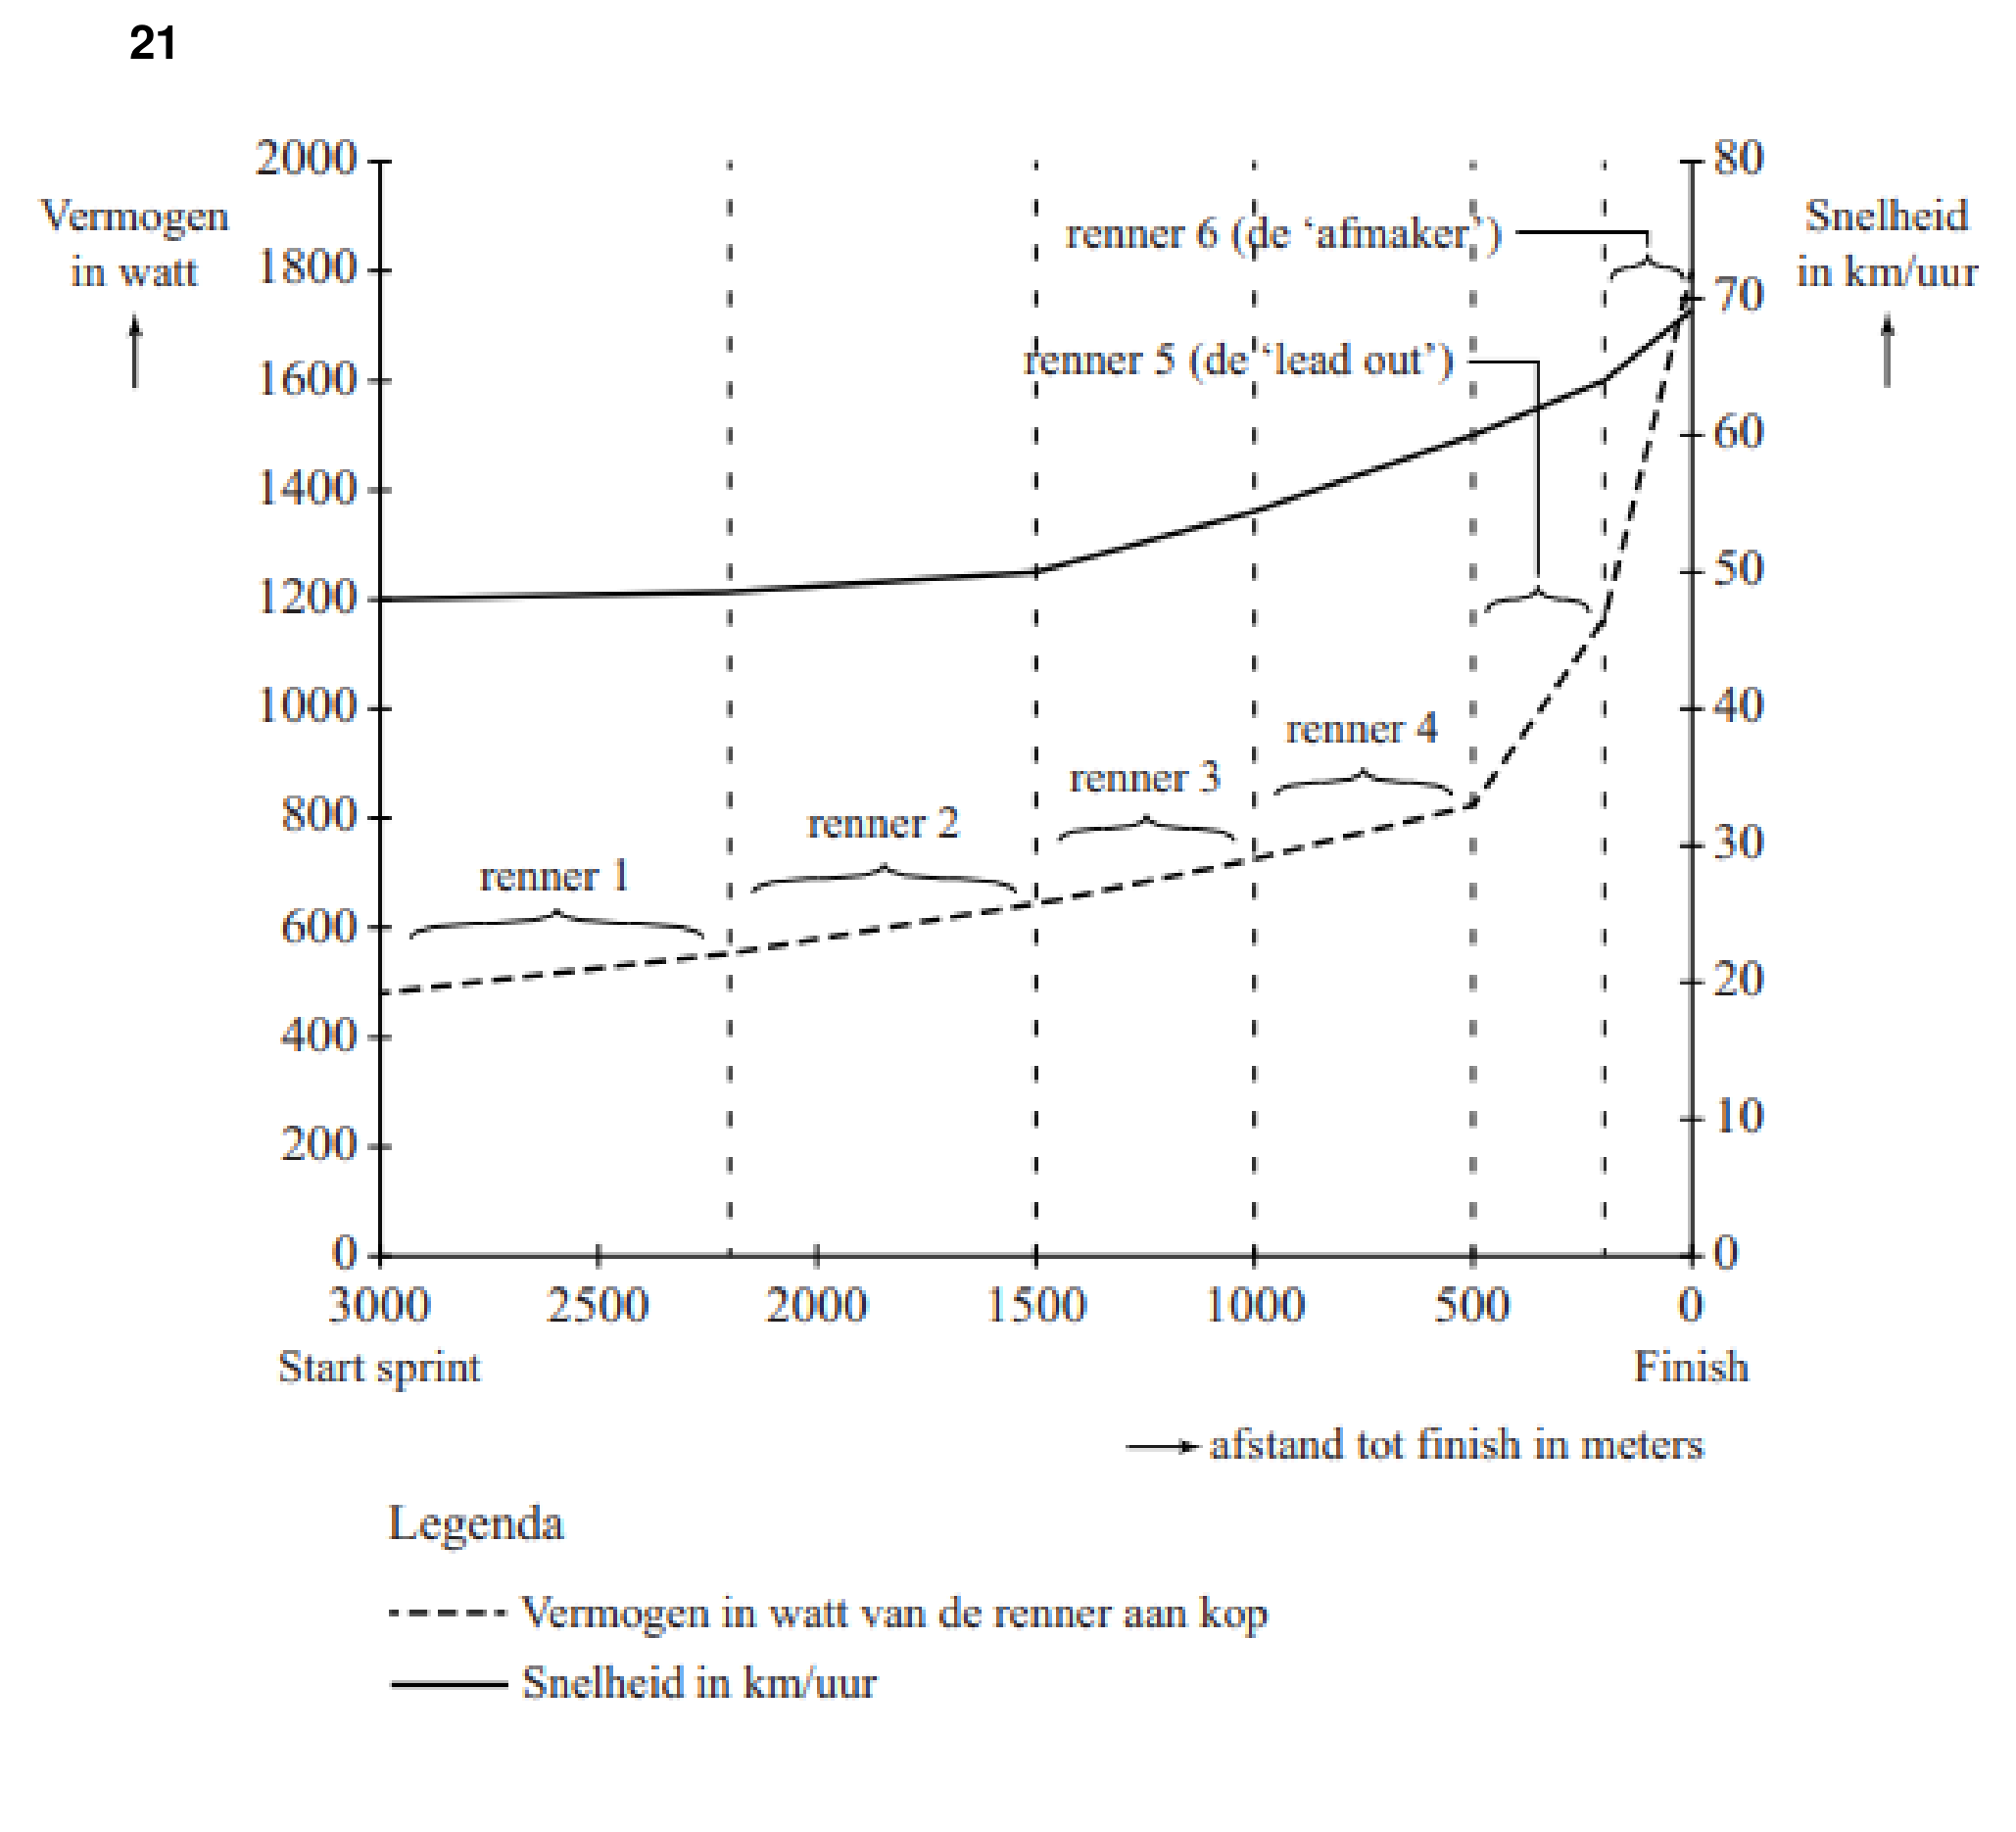 21
Vermogen
in watt
2000
1800
1600
1400
1200
1000
800
600
400
200
0
Snelheid
in km/uur
80
70
60
50
40
30
20
10
0
renner 6 (de ‘afmaker’)
renner 5 (de ‘lead out’)
renner 4
renner 3
renner 2
renner 1
3000 2500 2000 1500 1000 500 0
Start sprint Finish
afstand tot finish in meters
Legenda
Vermogen in watt van de renner aan kop
Snelheid in km/uur